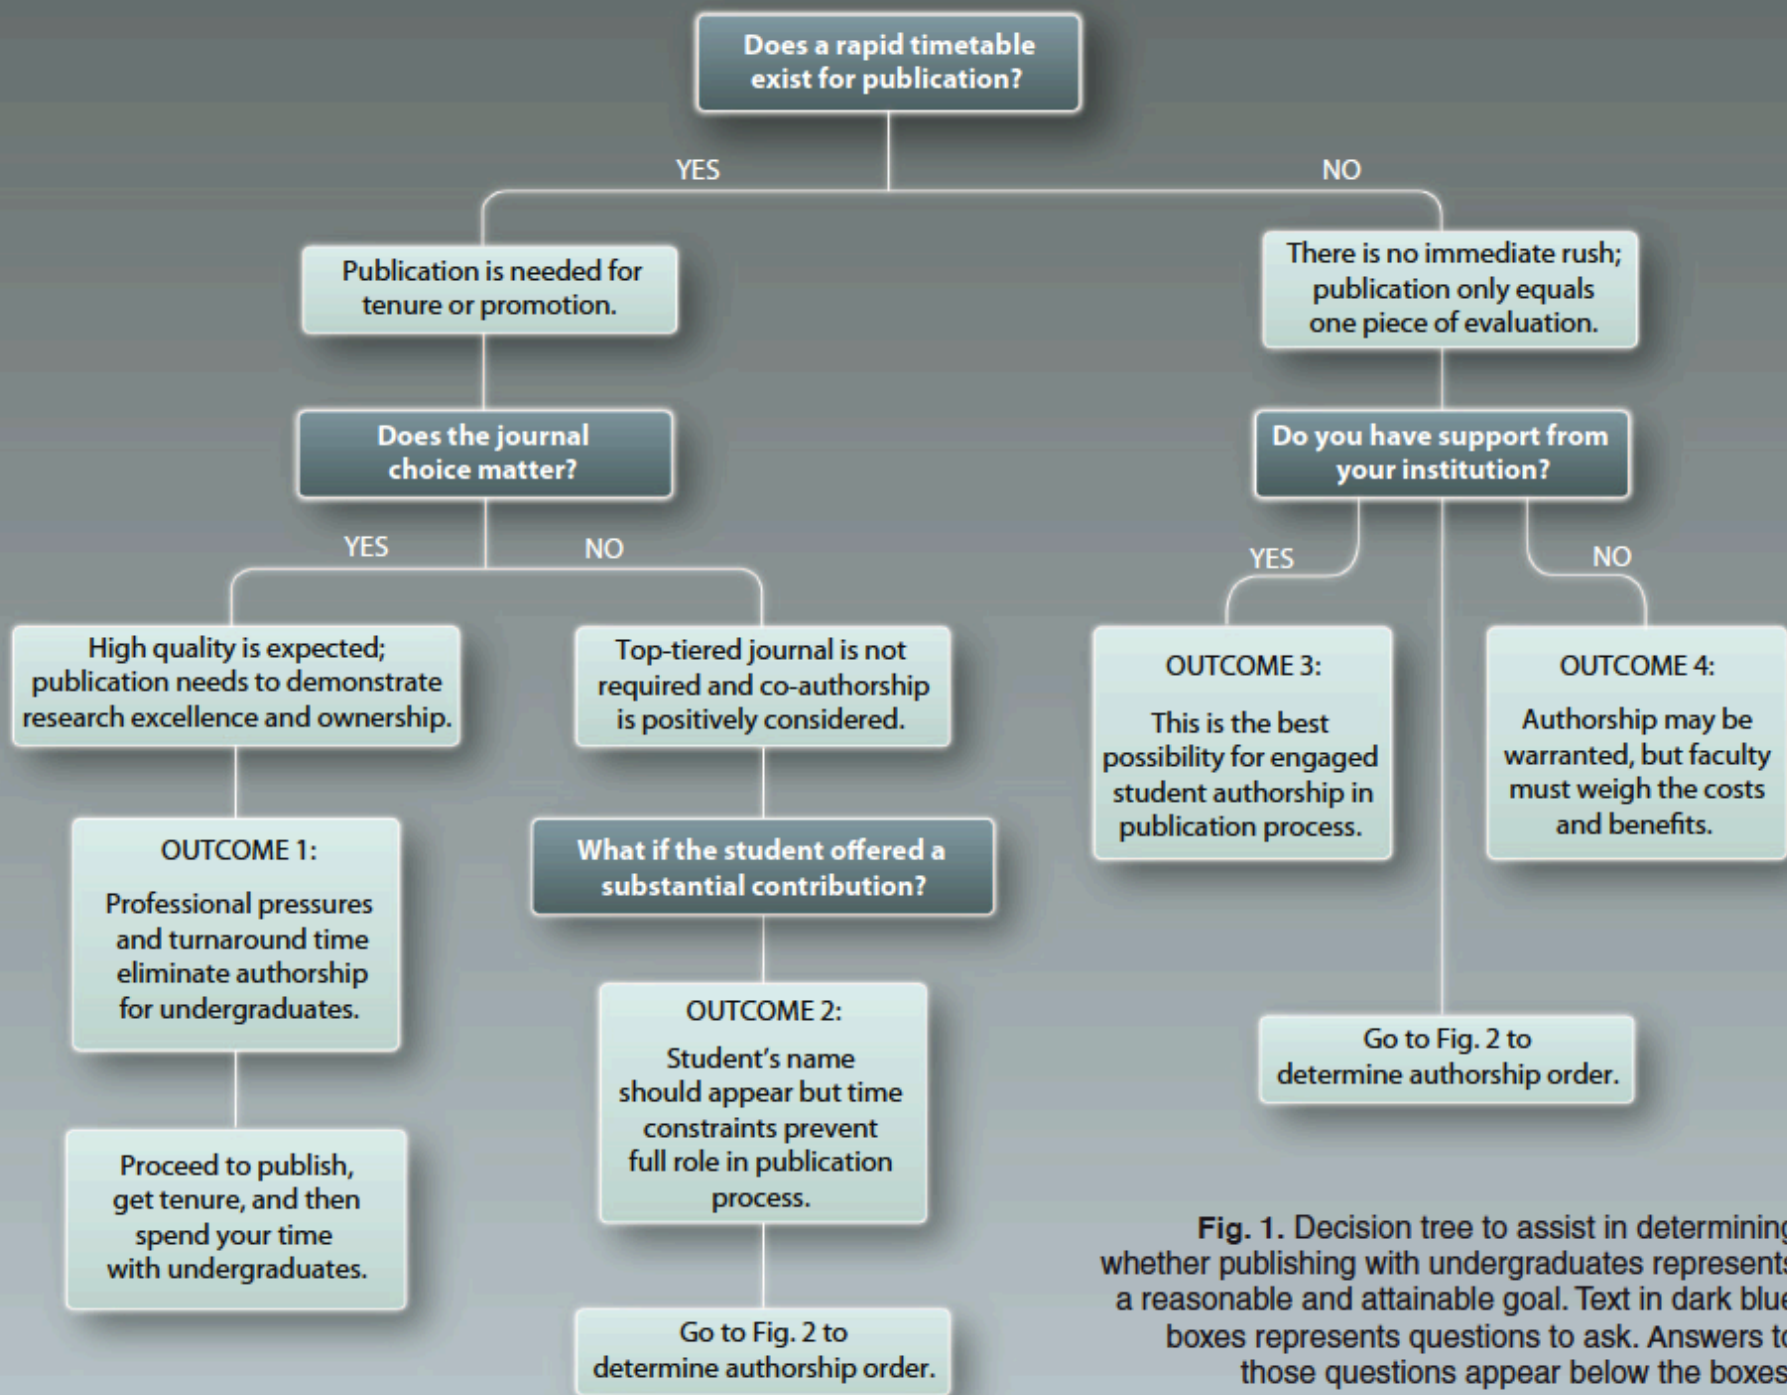 Does a rapid timetable
exist for publication?
YES
NO
Publication is needed for
tenure or promotion.
There is no immediate rush;
publication only equals
one piece of evaluation.
Does the journal
choice matter?
Do you have support from
your institution?
YES
NO
YES
NO
High quality is expected;
publication needs to demonstrate
research excellence and ownership.
Top-tiered journal is not
required and co-authorship
is positively considered.
OUTCOME 3:
This is the best
possibility for engaged
student authorship in
publication process.
OUTCOME 4:
Authorship may be
warranted, but faculty
must weigh the costs
and benefits.
OUTCOME 1:
Professional pressures
and turnaround time
eliminate authorship
for undergraduates.
What if the student offered a
substantial contribution?
OUTCOME 2:
Student’s name
should appear but time
constraints prevent
full role in publication
process.
Go to Fig. 2 to
determine authorship order.
Proceed to publish,
get tenure, and then
spend your time
with undergraduates.
Go to Fig. 2 to
determine authorship order.
Fig. 1. Decision tree to assist in determining
whether publishing with undergraduates represents
a reasonable and attainable goal. Text in dark blue
boxes represents questions to ask. Answers to
those questions appear below the boxes.